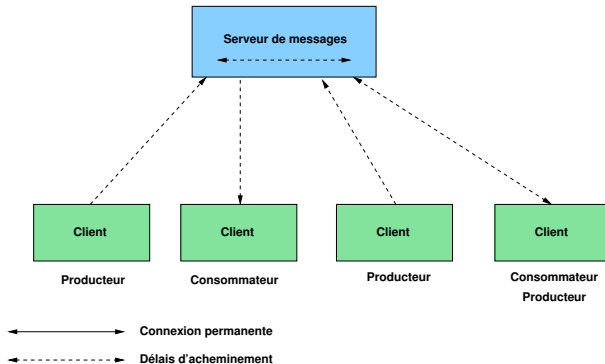 Serveur de messages
Client
Client
Client
Client
Producteur
Consommateur
Producteur
Consommateur
Producteur
Connexion permanente
Délais d'acheminement